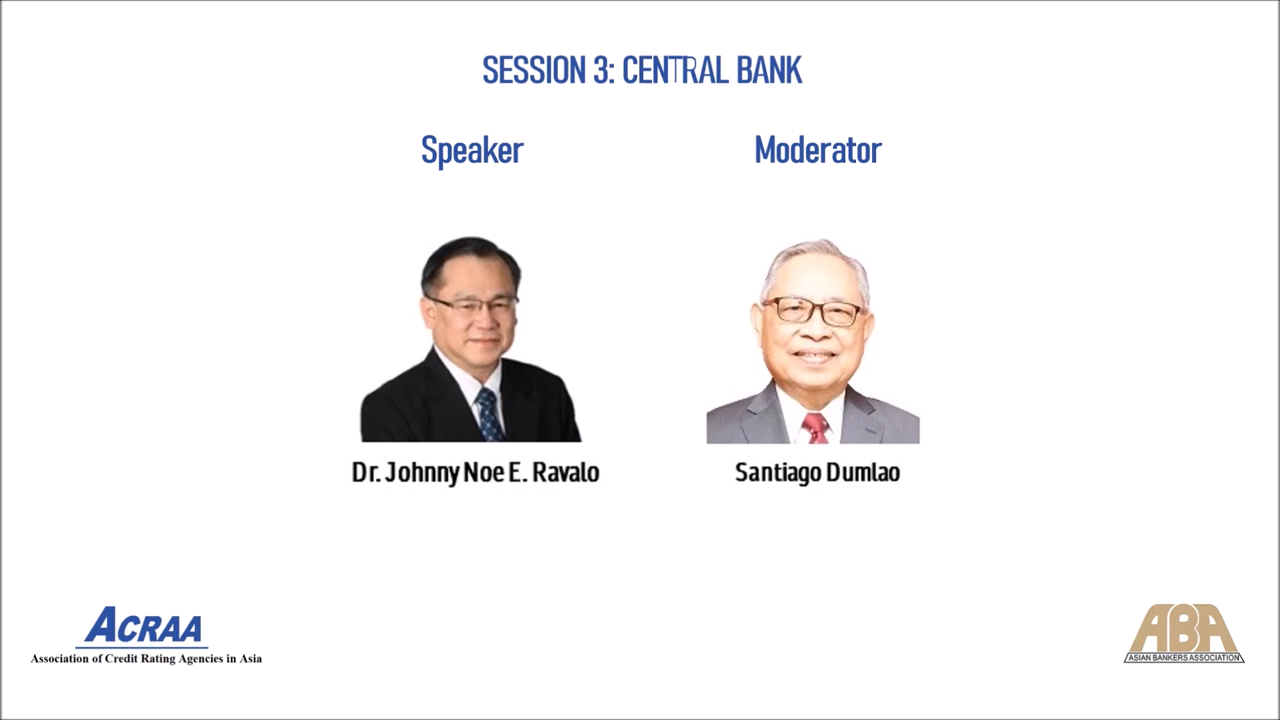 SESSION 3: CENTRAL BANK
Speaker
Moderator
Dr. Johnny Noe E. Ravalo
Santiago Dumlao
ACRAA
Association of Credit Rating Agencies in Asia
ABA
ASIAN BANKERS ASSOCIATION